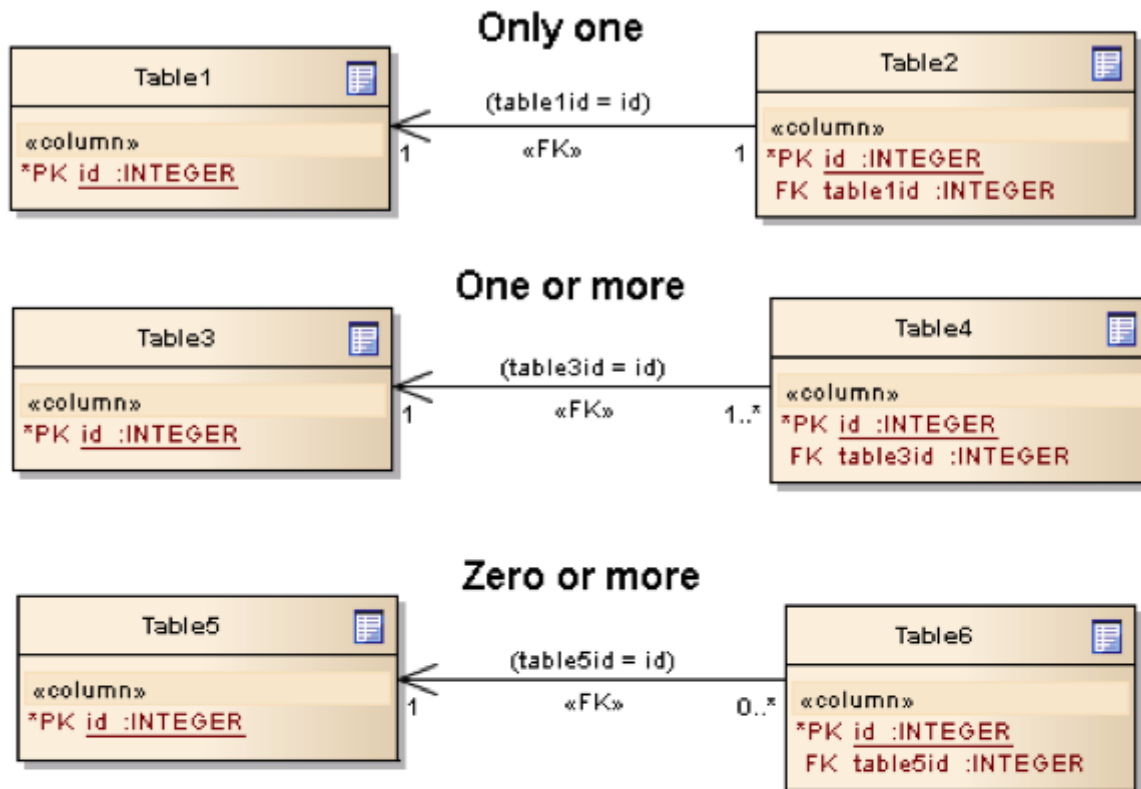 Only one
Table1
«column»
*PK id :INTEGER
(table1id = id)
«FK»
1
1
Table2
«column»
*PK id :INTEGER
FK table1id :INTEGER
One or more
Table3
«column»
*PK id :INTEGER
(table3id = id)
«FK»
1
1..*
Table4
«column»
*PK id :INTEGER
FK table3id :INTEGER
Zero or more
Table5
«column»
*PK id :INTEGER
(table5id = id)
«FK»
1
0..*
Table6
«column»
*PK id :INTEGER
FK table5id :INTEGER